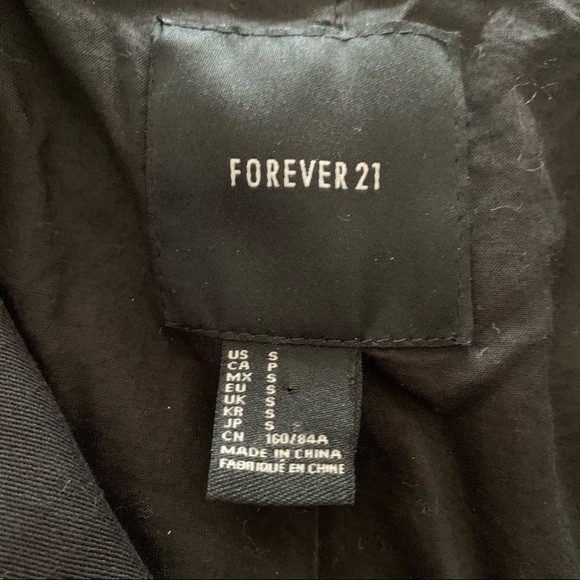 FOREVER 21
US S
CA P
MX S
EU S
UK S
KR S
JP S
CN 160/84A
MADE IN CHINA
FABRIQUÉ EN CHINE